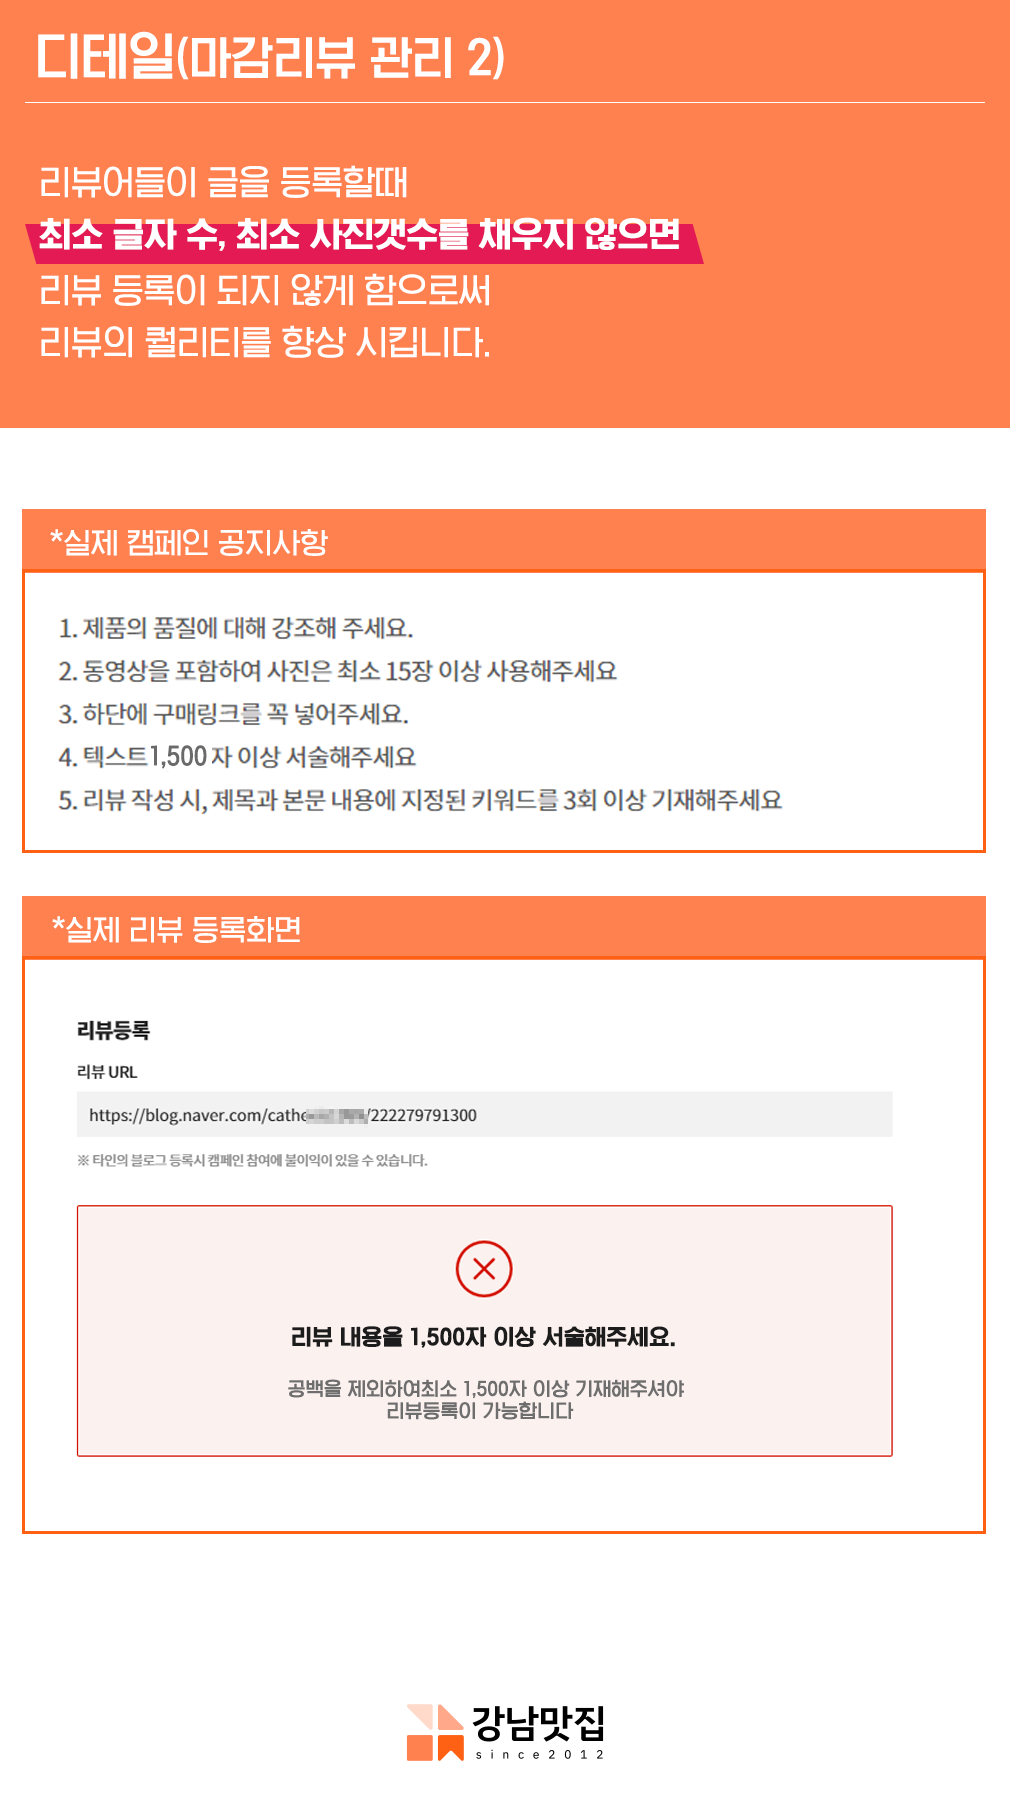 디테일(마감리뷰 관리 2)
리뷰어들이 글을 등록할때
최소 글자 수, 최소 사진갯수를 채우지 않으면
리뷰 등록이 되지 않게 함으로써
리뷰의 퀄리티를 향상 시킵니다.
*실제 캠페인 공지사항
1. 제품의 품질에 대해 강조해 주세요.
2. 동영상을 포함하여 사진은 최소 15장 이상 사용해주세요
3. 하단에 구매링크를 꼭 넣어주세요.
4. 텍스트1,500 자 이상 서술해주세요
5. 리뷰 작성 시, 제목과 본문 내용에 지정된 키워드를 3회 이상 기재해주세요
*실제 리뷰 등록화면
리뷰등록
리뷰 URL
https://blog.naver.com/cathe /222279791300
※ 타인의 블로그 등록시 캠페인 참여에 불이익이 있을 수 있습니다.
리뷰 내용을 1,500자 이상 서술해주세요.
공백을 제외하여최소 1,500자 이상 기재해주셔야
리뷰등록이 가능합니다
강남맛집
since2012